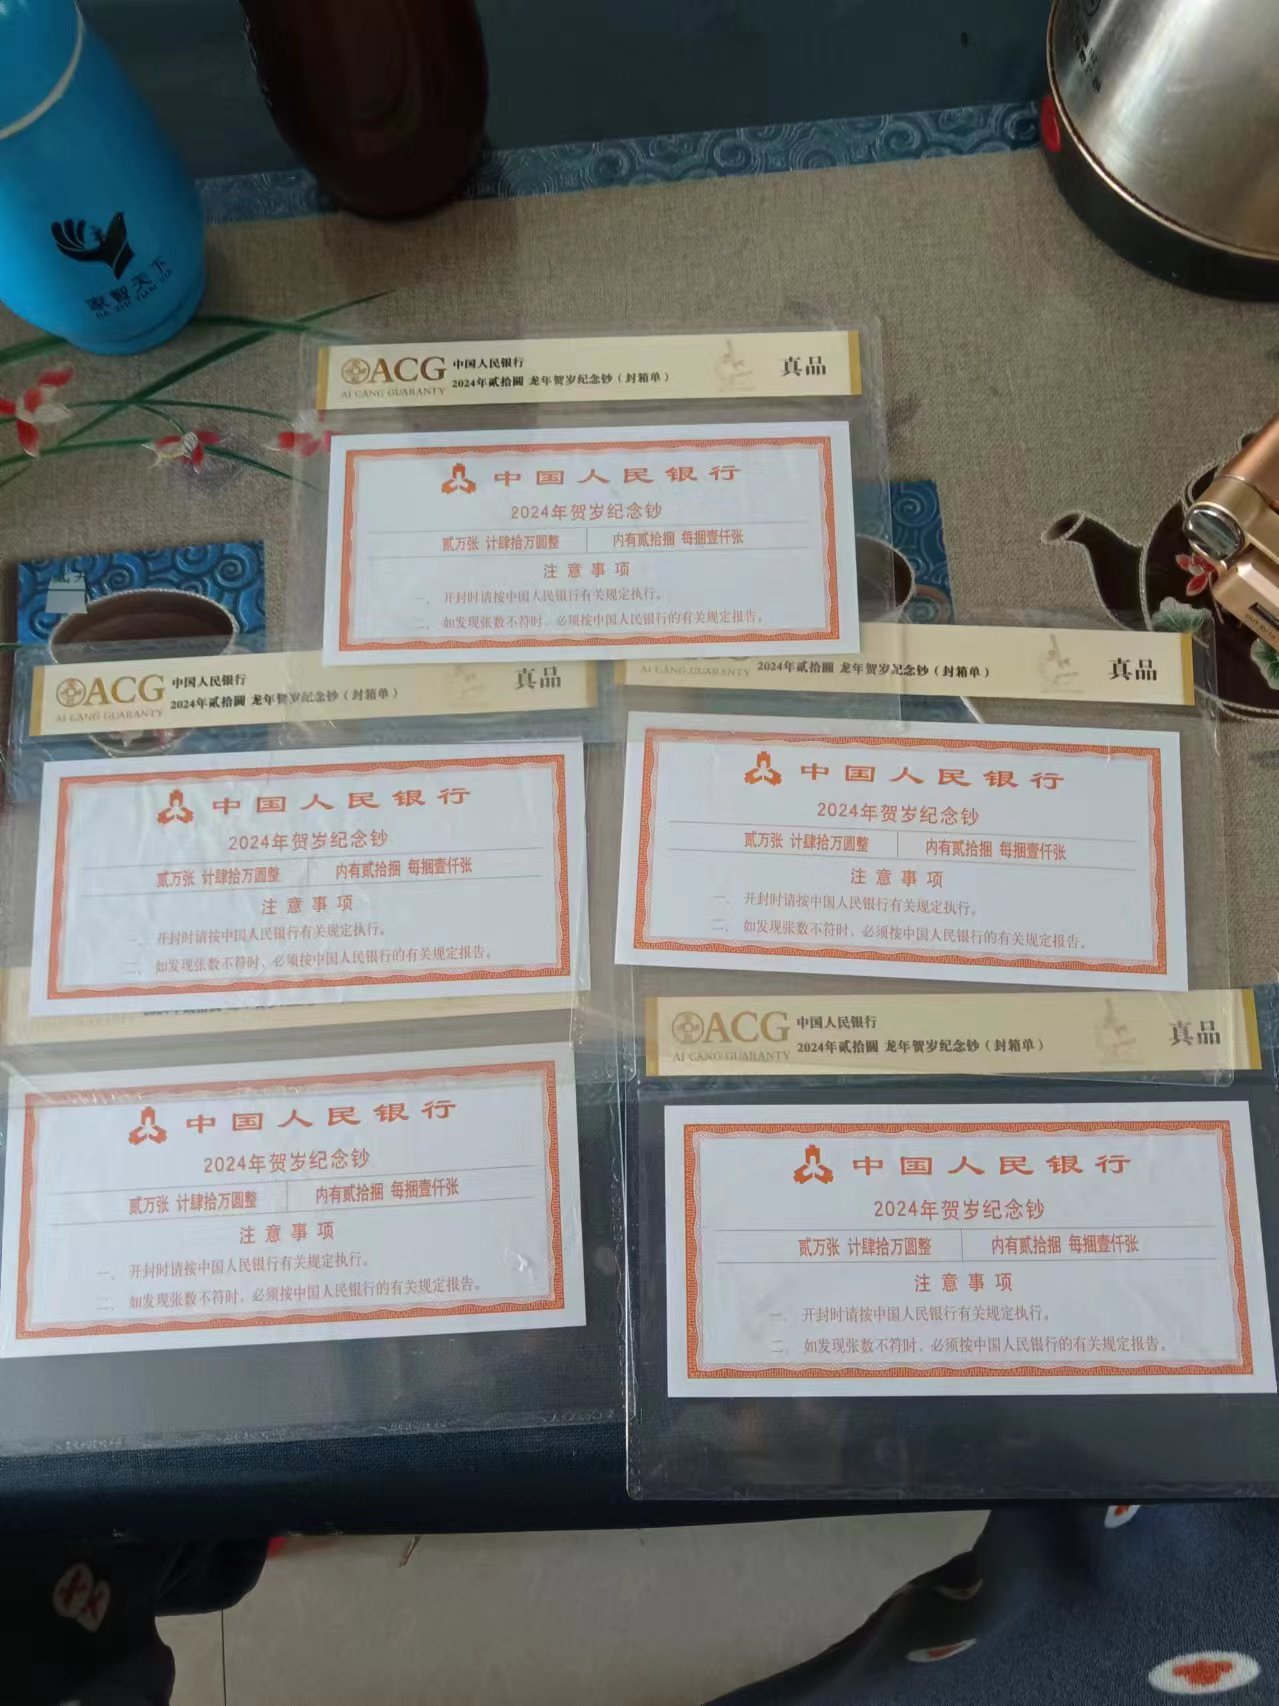 家智天下
JIA ZHI TIAN XIA
ACG 中国人民银行
AI CANG GUARANTY 2024年贰拾圆 龙年贺岁纪念钞（封箱单） 真品
中国人民银行
2024年贺岁纪念钞
贰万张 计肆拾万圆整 内有贰拾捆 每捆壹仟张
注意事项
一、开封时请按中国人民银行有关规定执行。
二、如发现张数不符时，必须按中国人民银行的有关规定报告。
ACG 中国人民银行
AI CANG GUARANTY 2024年贰拾圆 龙年贺岁纪念钞（封箱单） 真品
中国人民银行
2024年贺岁纪念钞
贰万张 计肆拾万圆整 内有贰拾捆 每捆壹仟张
注意事项
一、开封时请按中国人民银行有关规定执行。
二、如发现张数不符时，必须按中国人民银行的有关规定报告。
AI CANG GUARANTY 2024年贰拾圆 龙年贺岁纪念钞（封箱单） 真品
中国人民银行
2024年贺岁纪念钞
贰万张 计肆拾万圆整 内有贰拾捆 每捆壹仟张
注意事项
一、开封时请按中国人民银行有关规定执行。
二、如发现张数不符时，必须按中国人民银行的有关规定报告。
中国人民银行
2024年贺岁纪念钞
贰万张 计肆拾万圆整 内有贰拾捆 每捆壹仟张
注意事项
一、开封时请按中国人民银行有关规定执行。
二、如发现张数不符时，必须按中国人民银行的有关规定报告。
ACG 中国人民银行
AI CANG GUARANTY 2024年贰拾圆 龙年贺岁纪念钞（封箱单） 真品
中国人民银行
2024年贺岁纪念钞
贰万张 计肆拾万圆整 内有贰拾捆 每捆壹仟张
注意事项
一、开封时请按中国人民银行有关规定执行。
二、如发现张数不符时，必须按中国人民银行的有关规定报告。